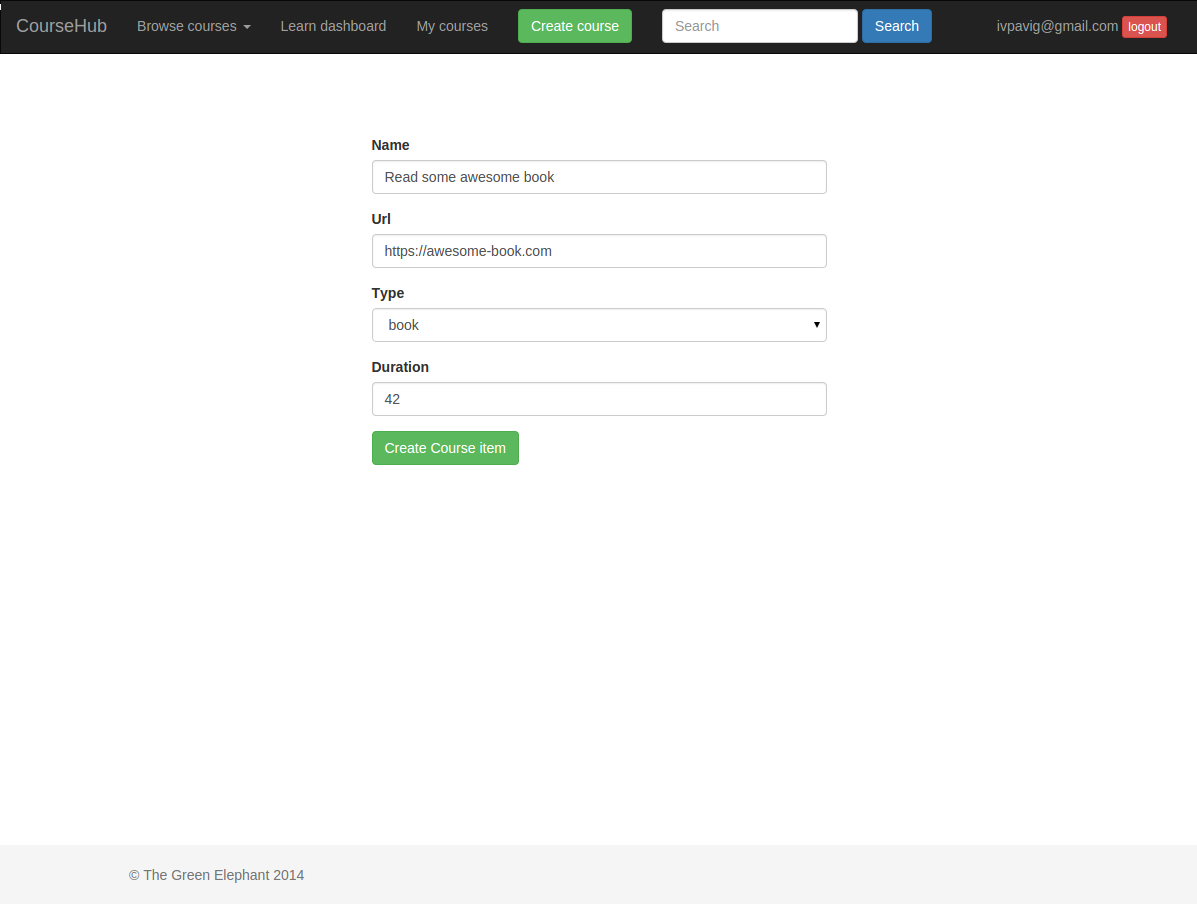 CourseHub Browse courses Learn dashboard My courses Create course Search Search ivpavig@gmail.com logout
Name
Read some awesome book
Url
https://awesome-book.com
Type
book
Duration
42
Create Course item
© The Green Elephant 2014